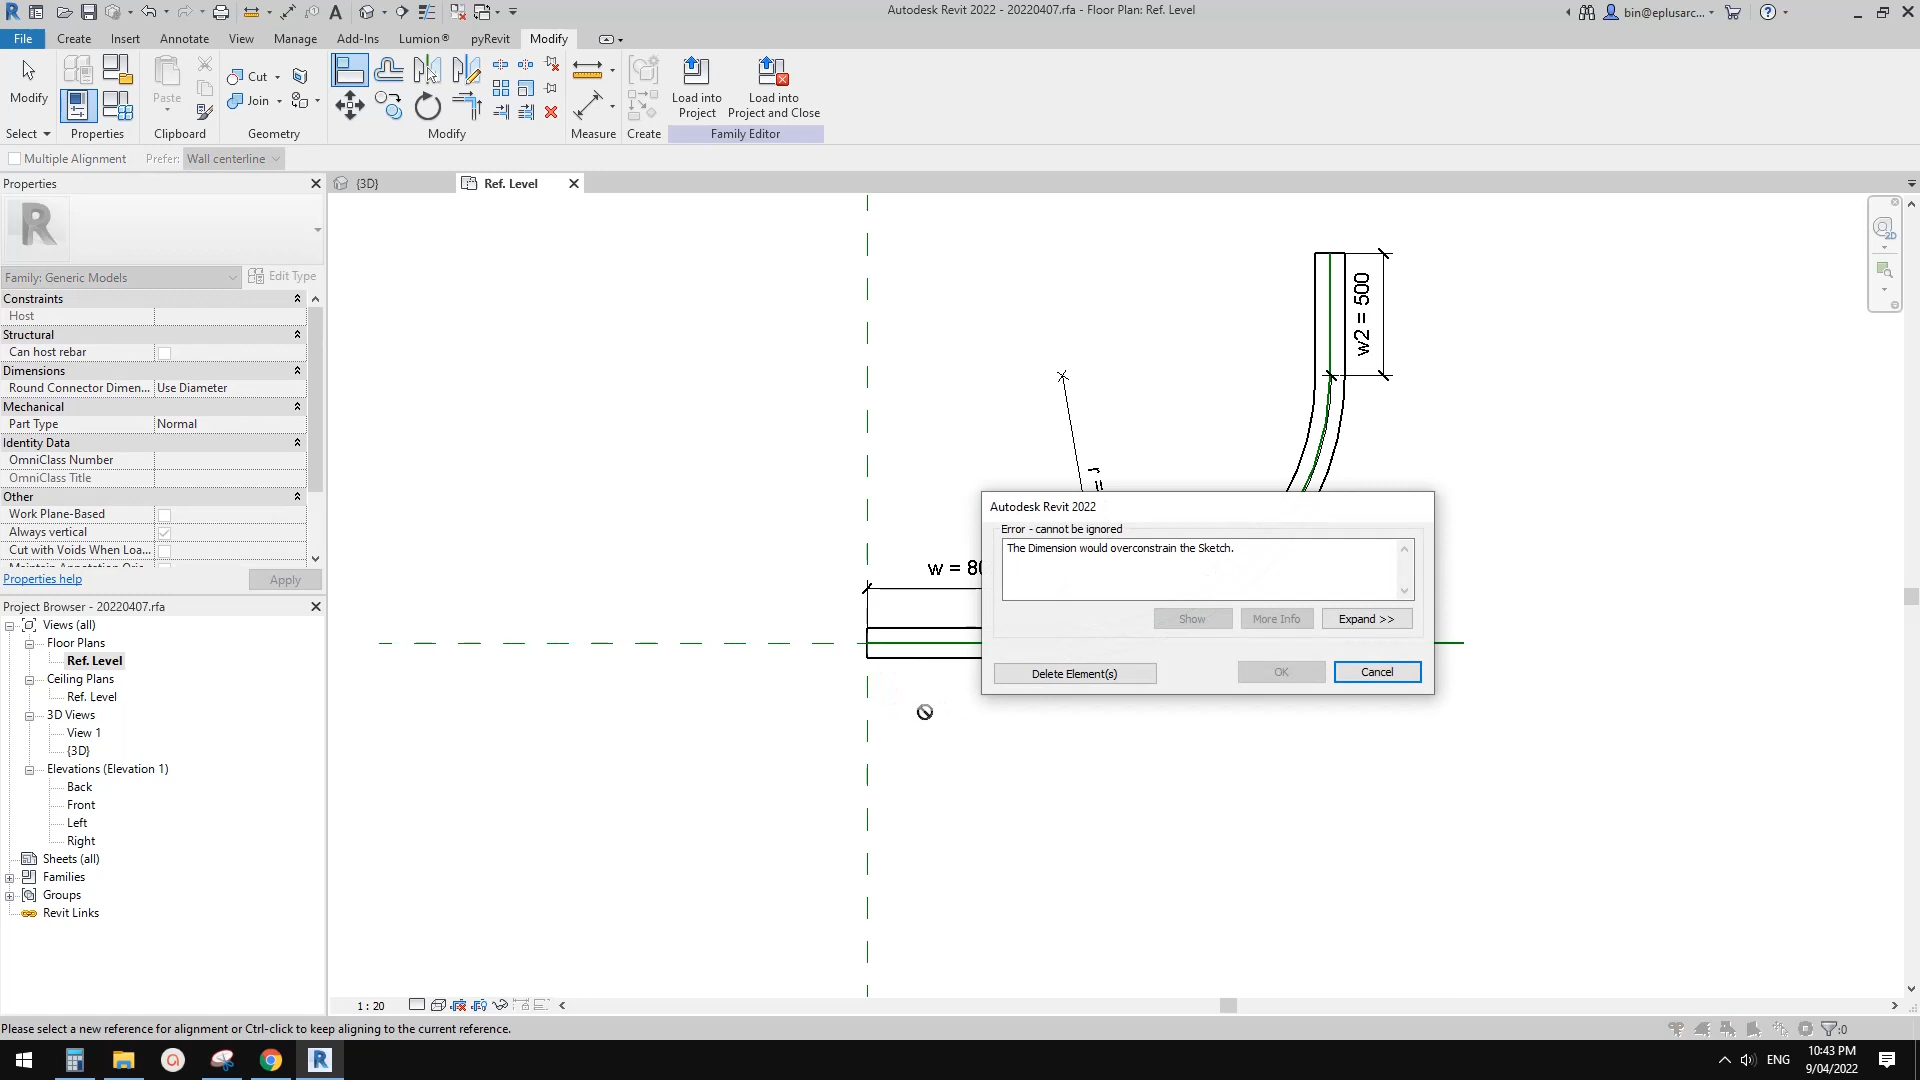 Autodesk Revit 2022 - 20220407.rfa - Floor Plan: Ref. Level
bin@eplusarc...
File Create Insert Annotate View Manage Add-Ins Lumion® pyRevit Modify
Modify
Paste
Cut
Join
Load into
Project
Load into
Project and Close
Select Properties Clipboard Geometry Modify Measure Create Family Editor
Multiple Alignment Prefer: Wall centerline
Properties
{3D}
Ref. Level
R
Family: Generic Models
Edit Type
Constraints
Host
Structural
Can host rebar
Dimensions
Round Connector Dimen... Use Diameter
Mechanical
Part Type Normal
Identity Data
OmniClass Number
OmniClass Title
Other
Work Plane-Based
Always vertical
Cut with Voids When Loa...
Properties help
Apply
Project Browser - 20220407.rfa
Views (all)
Floor Plans
Ref. Level
Ceiling Plans
Ref. Level
3D Views
View 1
{3D}
Elevations (Elevation 1)
Back
Front
Left
Right
Sheets (all)
Families
Groups
Revit Links
w2 = 500
r =
w = 80
Autodesk Revit 2022
Error - cannot be ignored
The Dimension would overconstrain the Sketch.
Show
More Info
Expand >>
Delete Element(s)
OK
Cancel
1 : 20
Please select a new reference for alignment or Ctrl-click to keep aligning to the current reference.
:0
ENG
10:43 PM
9/04/2022